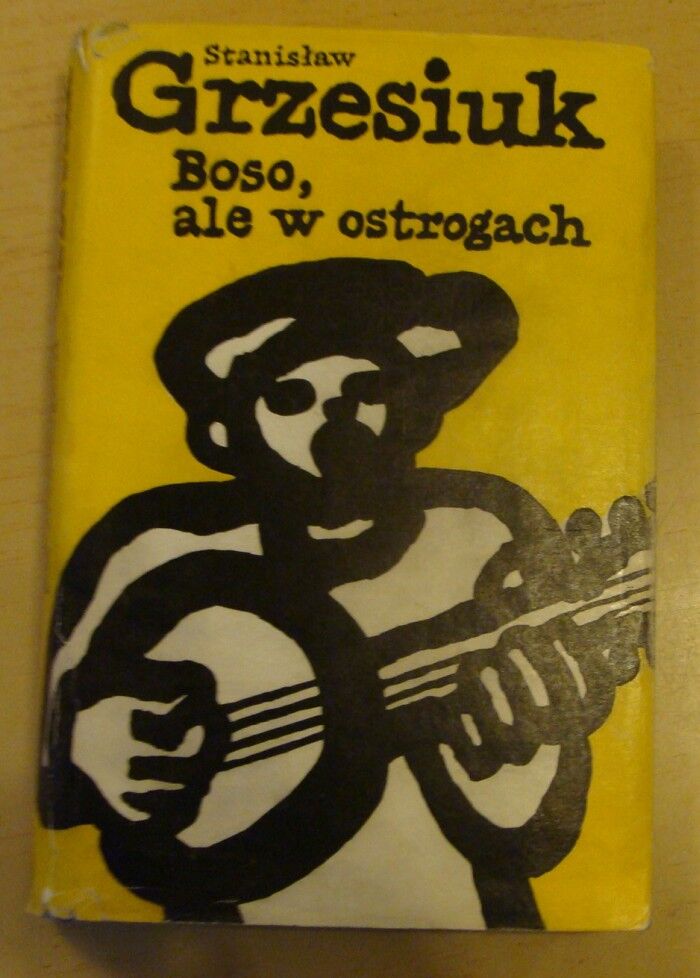 Stanisław
Grzesiuk
Boso,
ale w ostrogach